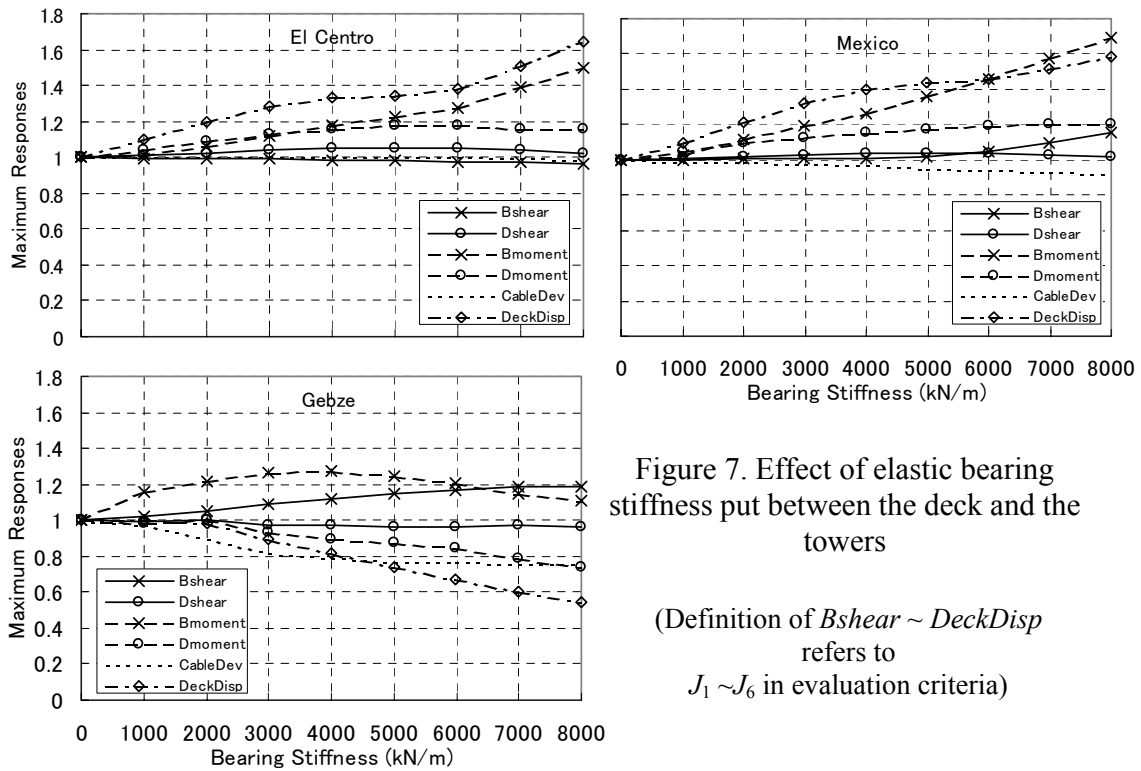 El Centro
Maximum Responses
1.8
1.6
1.4
1.2
1
0.8
0.6
0.4
0.2
0
Bshear
Dshear
Bmoment
Dmoment
CableDev
DeckDisp
Mexico
Bshear
Dshear
Bmoment
Dmoment
CableDev
DeckDisp
0 1000 2000 3000 4000 5000 6000 7000 8000
Bearing Stiffness (kN/m)
Gebze
Maximum Responses
1.8
1.6
1.4
1.2
1
0.8
0.6
0.4
0.2
0
Bshear
Dshear
Bmoment
Dmoment
CableDev
DeckDisp
0 1000 2000 3000 4000 5000 6000 7000 8000
Bearing Stiffness (kN/m)
Figure 7. Effect of elastic bearing
stiffness put between the deck and the
towers
(Definition of Bshear ~ DeckDisp
refers to
J1 ~J6 in evaluation criteria)